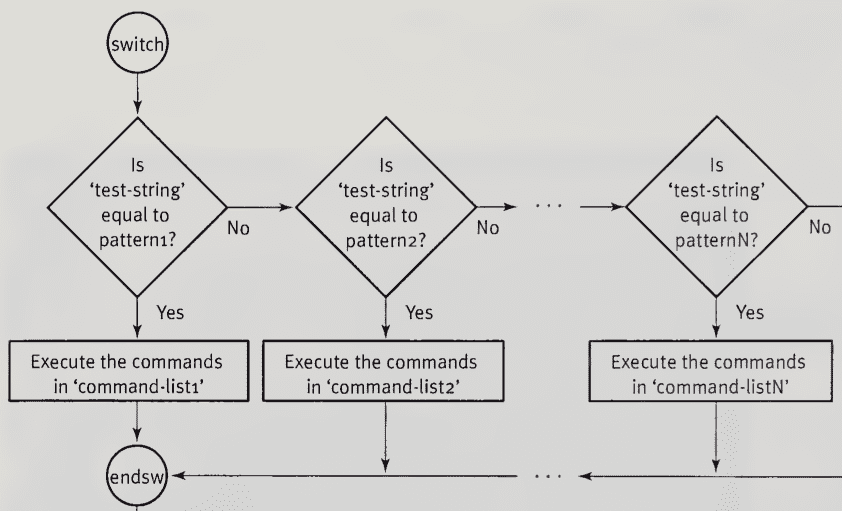 switch
Is
'test-string'
equal to
pattern1?
No
Yes
Is
'test-string'
equal to
pattern2?
No
Yes
...
Is
'test-string'
equal to
patternN?
No
Yes
Execute the commands
in 'command-list1'
Execute the commands
in 'command-list2'
Execute the commands
in 'command-listN'
endsw
...